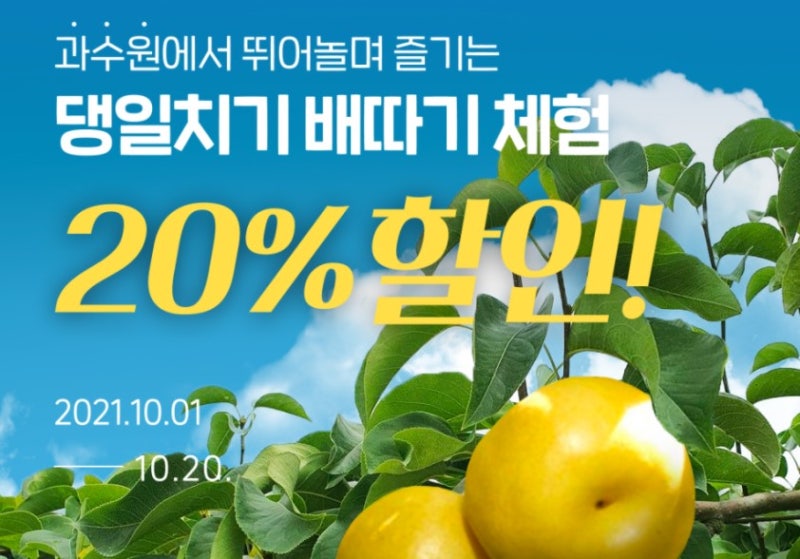 과수원에서 뛰어놀며 즐기는
댕일치기 배따기 체험
20% 할인!
2021.10.01
10.20.